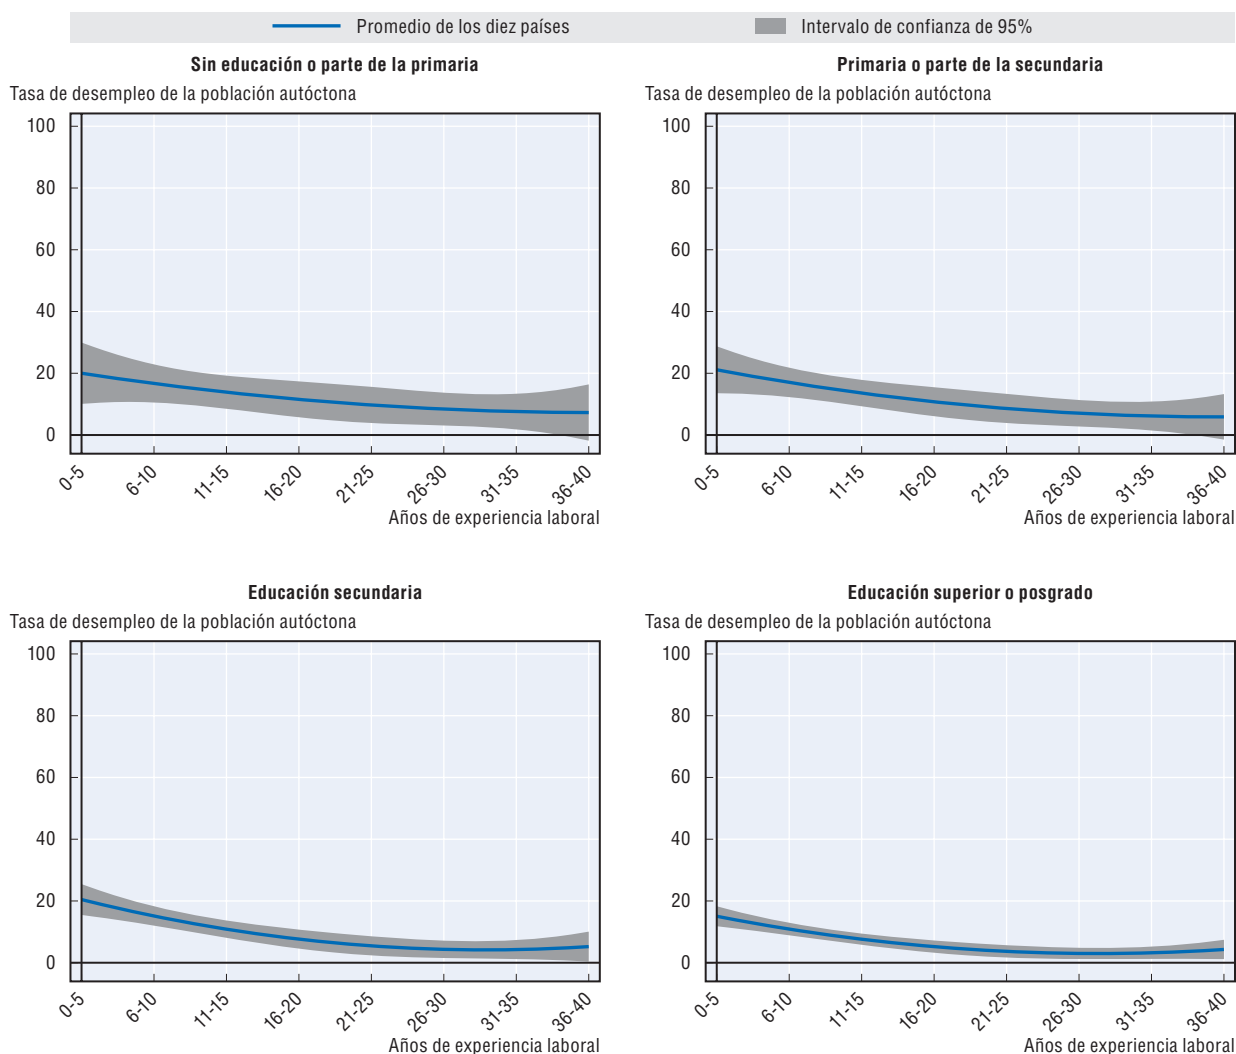 Promedio de los diez países Intervalo de confianza de 95%
Sin educación o parte de la primaria
Tasa de desempleo de la población autóctona
100
80
60
40
20
0
0-5 6-10 11-15 16-20 21-25 26-30 31-35 36-40
Años de experiencia laboral
Primaria o parte de la secundaria
Tasa de desempleo de la población autóctona
100
80
60
40
20
0
0-5 6-10 11-15 16-20 21-25 26-30 31-35 36-40
Años de experiencia laboral
Educación secundaria
Tasa de desempleo de la población autóctona
100
80
60
40
20
0
0-5 6-10 11-15 16-20 21-25 26-30 31-35 36-40
Años de experiencia laboral
Educación superior o posgrado
Tasa de desempleo de la población autóctona
100
80
60
40
20
0
0-5 6-10 11-15 16-20 21-25 26-30 31-35 36-40
Años de experiencia laboral